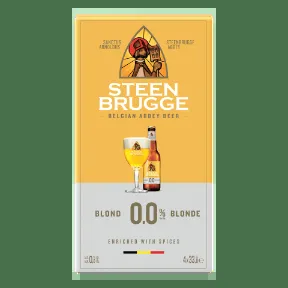 STEEN
BRUGGE
BELGIAN ABBEY BEER
BLOND 0,0% BLONDE
ENRICHED WITH SPICES
4x33cl e